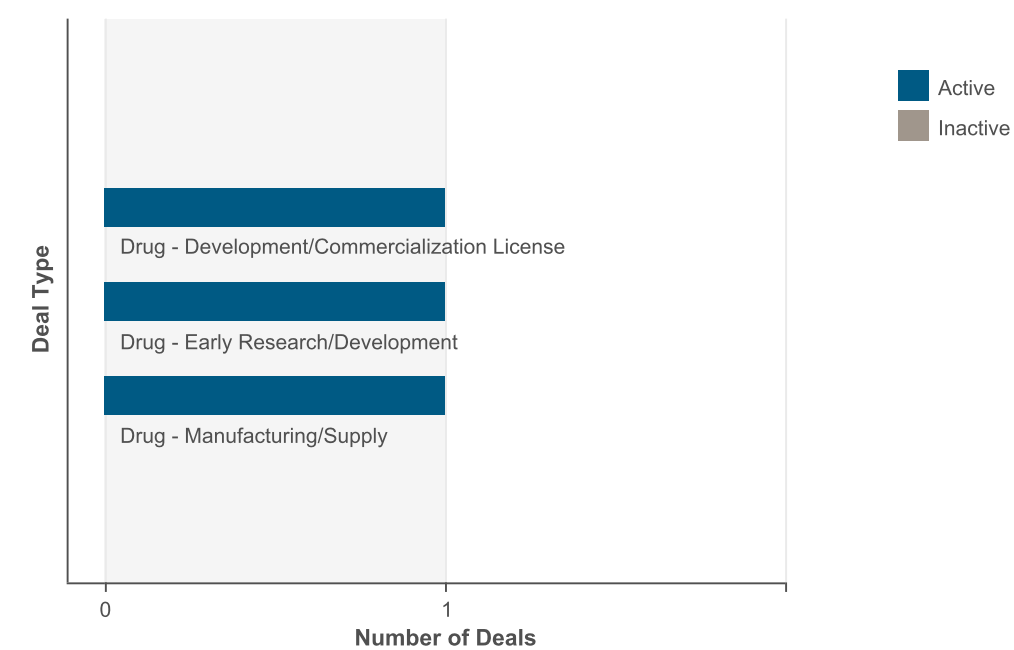 Active
Inactive
Drug - Development/Commercialization License
Drug - Early Research/Development
Drug - Manufacturing/Supply
Deal Type
0
1
Number of Deals